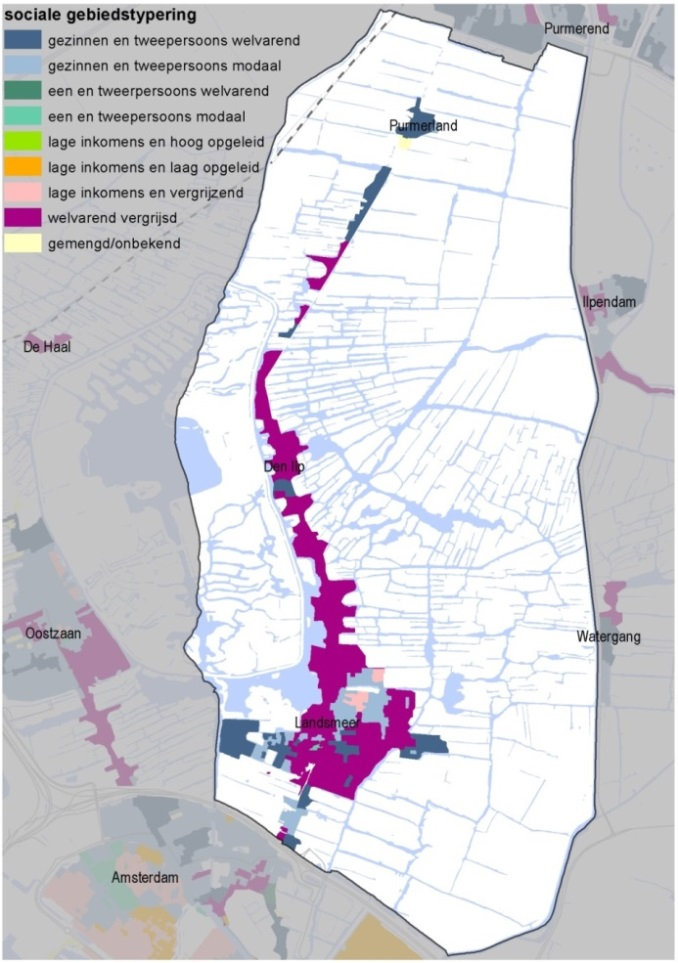 sociale gebiedstypering
gezinnen en tweepersoons welvarend
gezinnen en tweepersoons modaal
een en tweerpersoons welvarend
een en tweepersoons modaal
lage inkomens en hoog opgeleid
lage inkomens en laag opgeleid
lage inkomens en vergrijzend
welvarend vergrijsd
gemengd/onbekend
Purmerend
Purmerland
Ilpendam
De Haal
Den Ilp
Oostzaan
Watergang
Landsmeer
Amsterdam